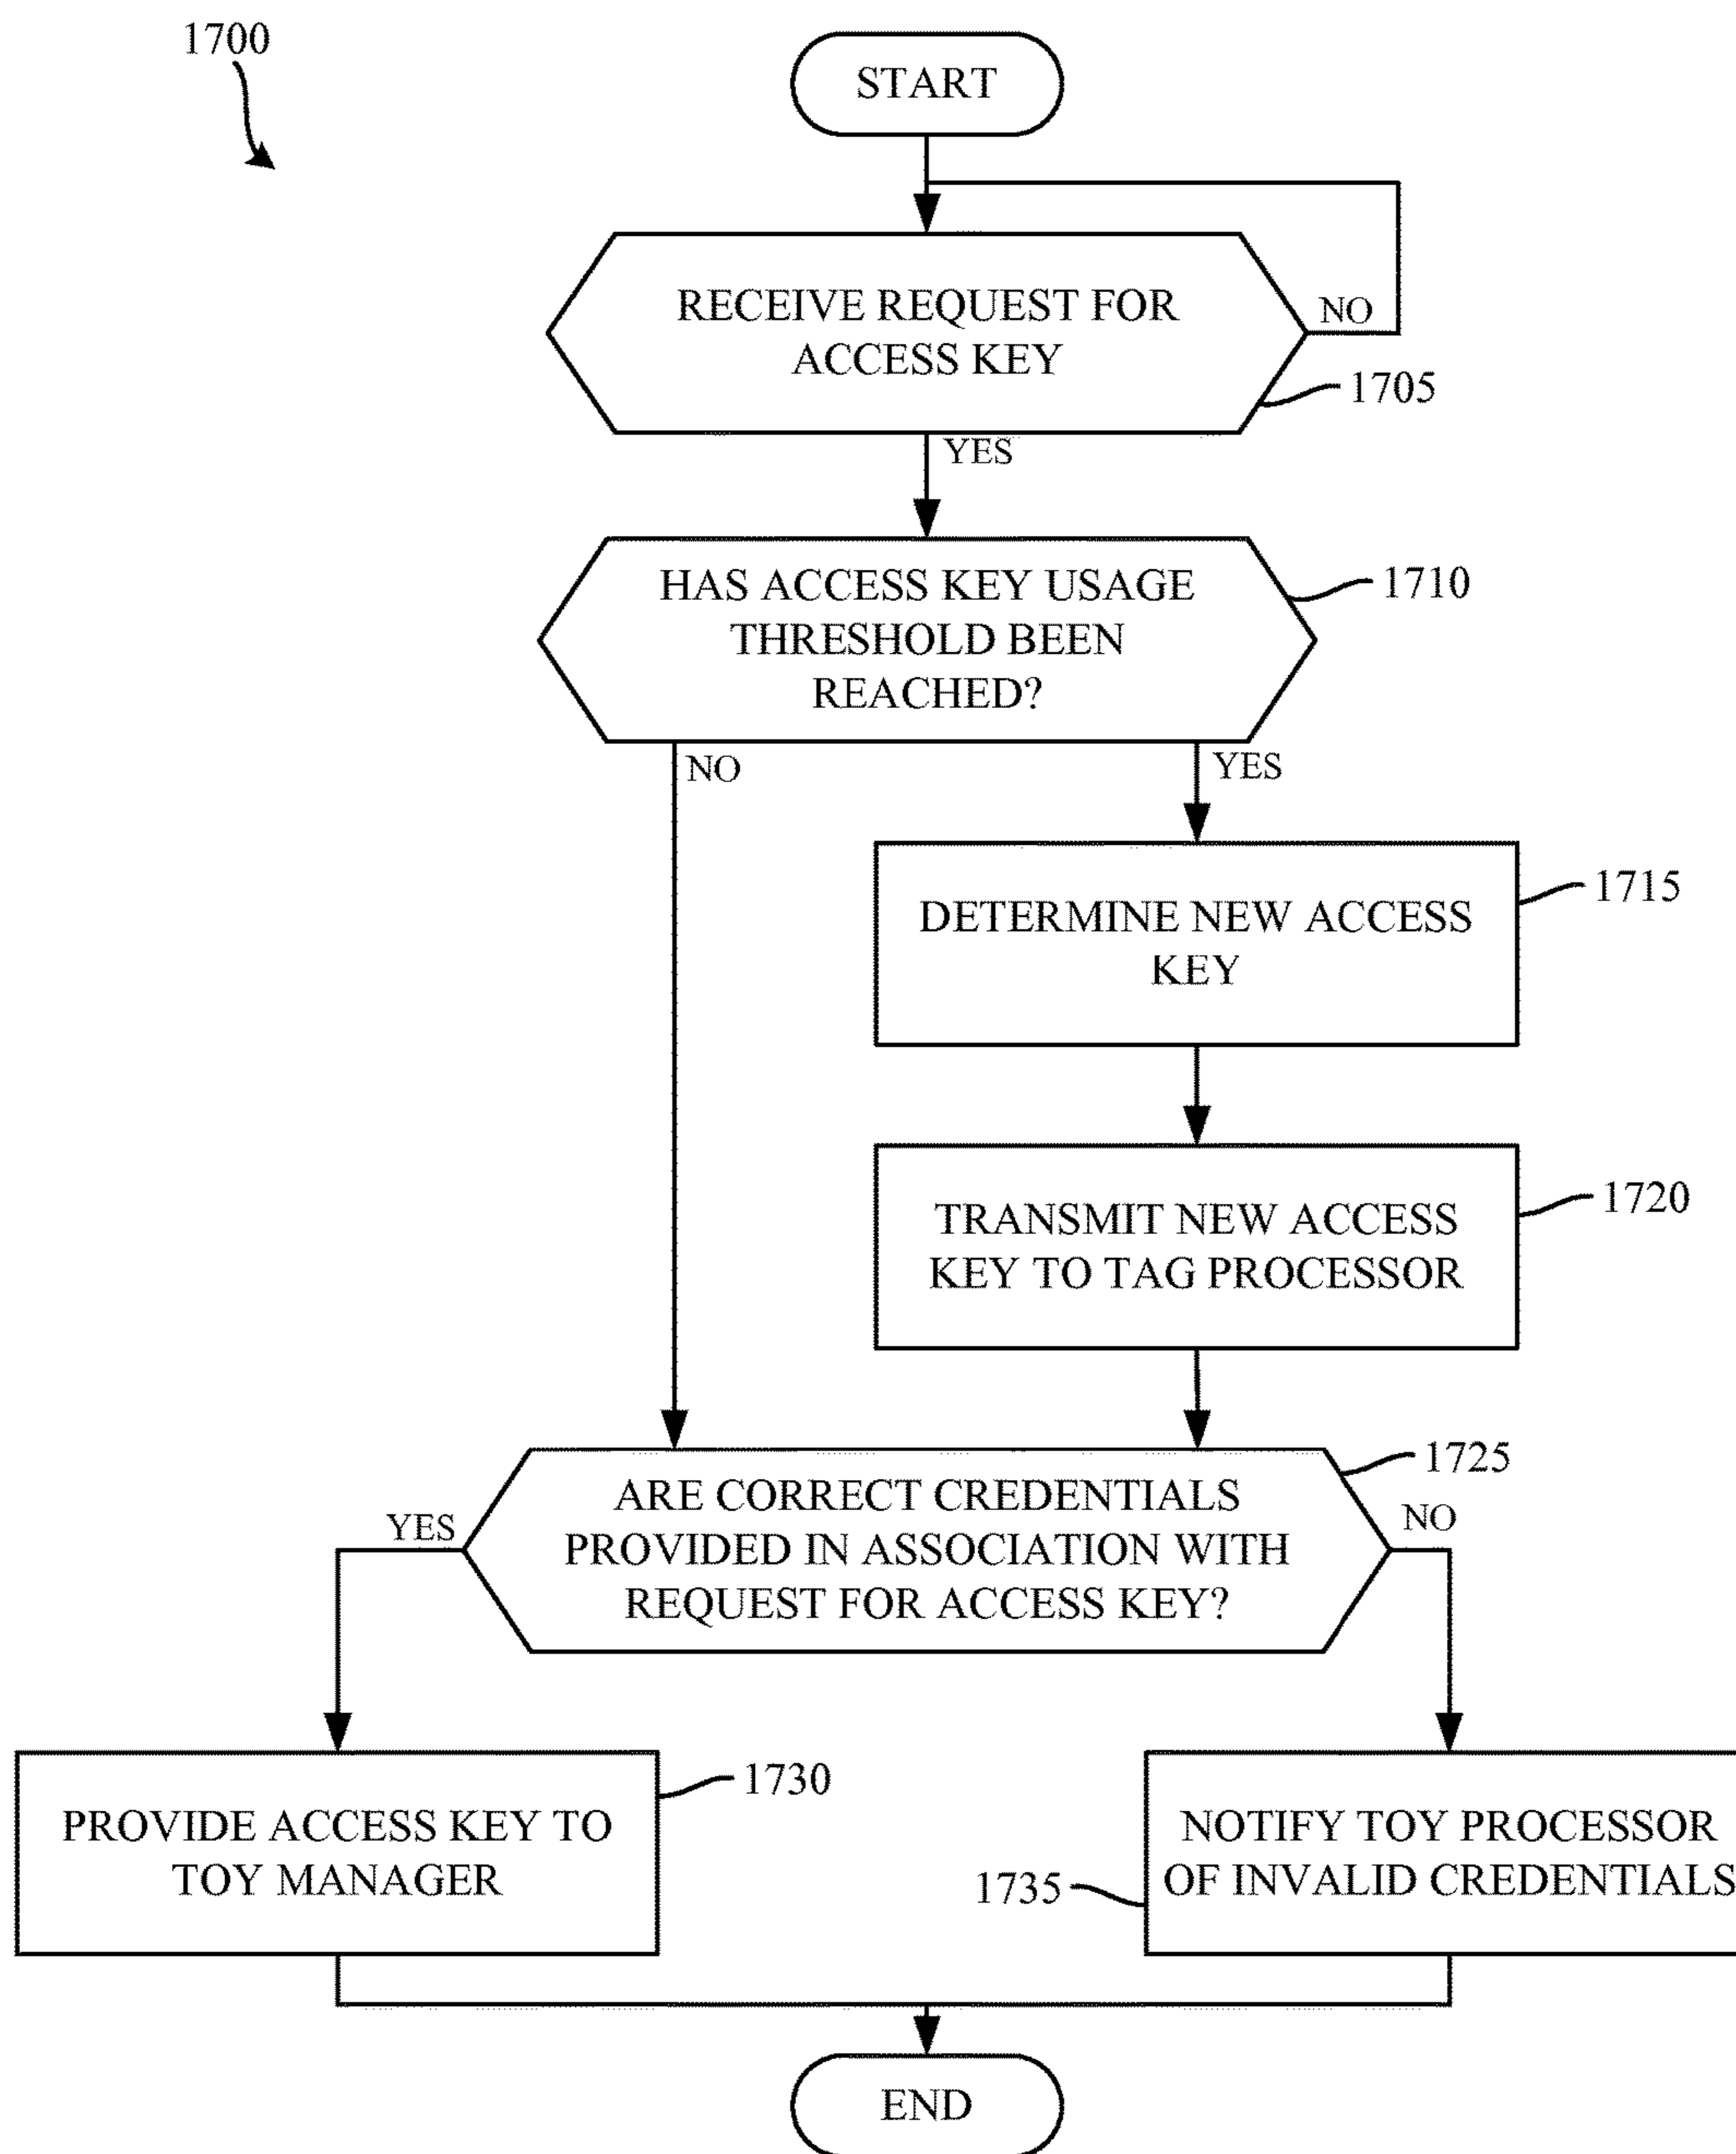 1700
START
RECEIVE REQUEST FOR
ACCESS KEY
NO
1705
YES
HAS ACCESS KEY USAGE
THRESHOLD BEEN
REACHED?
1710
NO
YES
DETERMINE NEW ACCESS
KEY
1715
TRANSMIT NEW ACCESS
KEY TO TAG PROCESSOR
1720
ARE CORRECT CREDENTIALS
PROVIDED IN ASSOCIATION WITH
REQUEST FOR ACCESS KEY?
1725
YES
NO
PROVIDE ACCESS KEY TO
TOY MANAGER
1730
NOTIFY TOY PROCESSOR
OF INVALID CREDENTIALS
1735
END